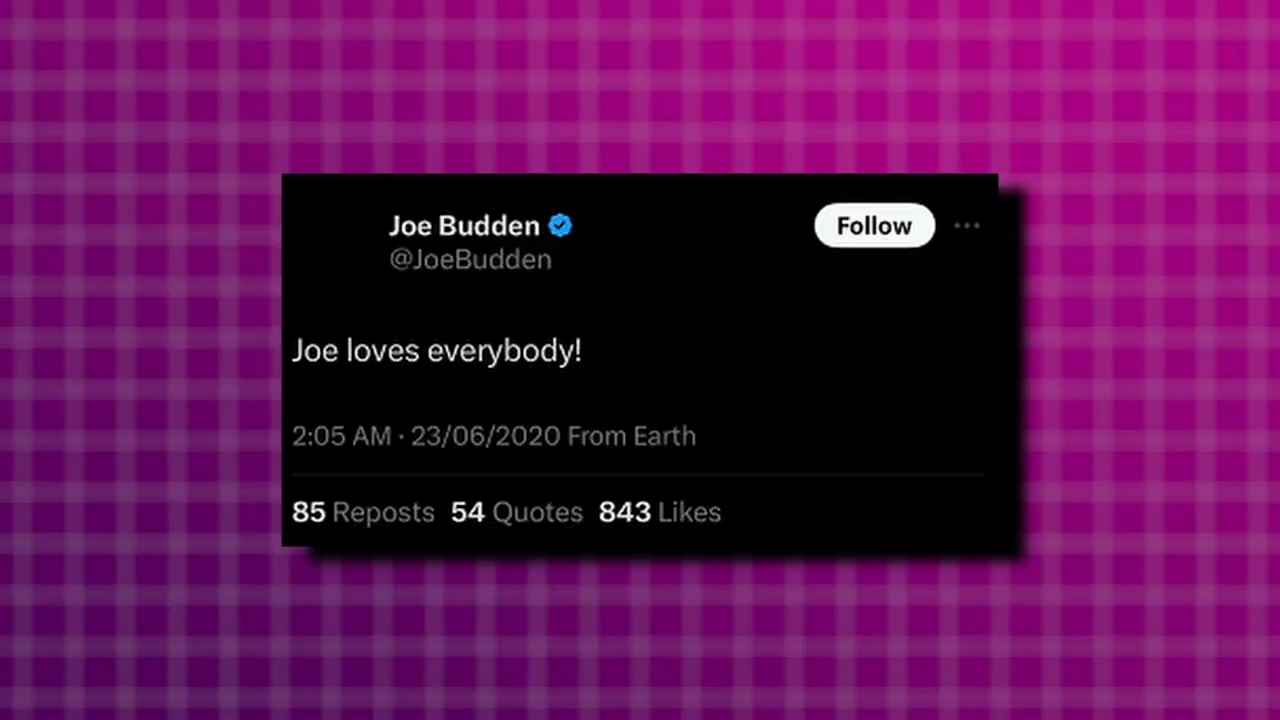 Joe Budden
Follow
@JoeBudden
Joe loves everybody!
2:05 AM · 23/06/2020 From Earth
85 Reposts 54 Quotes 843 Likes